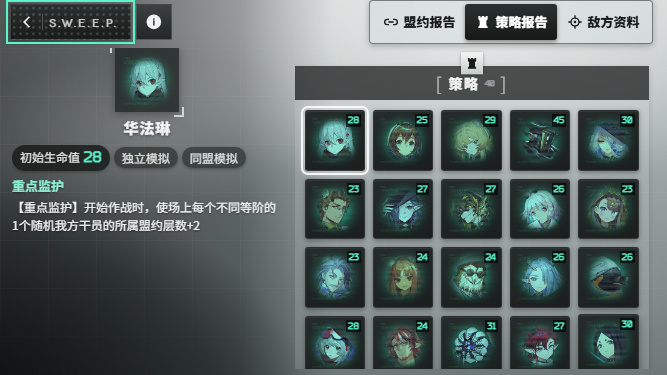 S.W.E.E.P.
盟约报告
策略报告
敌方资料
华法琳
初始生命值 28
独立模拟
同盟模拟
重点监护
【重点监护】开始作战时，使场上每个不同等阶的
1个随机我方干员的所属盟约层数+2
[ 策略 ]
28 25 29 45 30
23 27 27 26 23
23 24 24 26 26
28 24 31 27 30